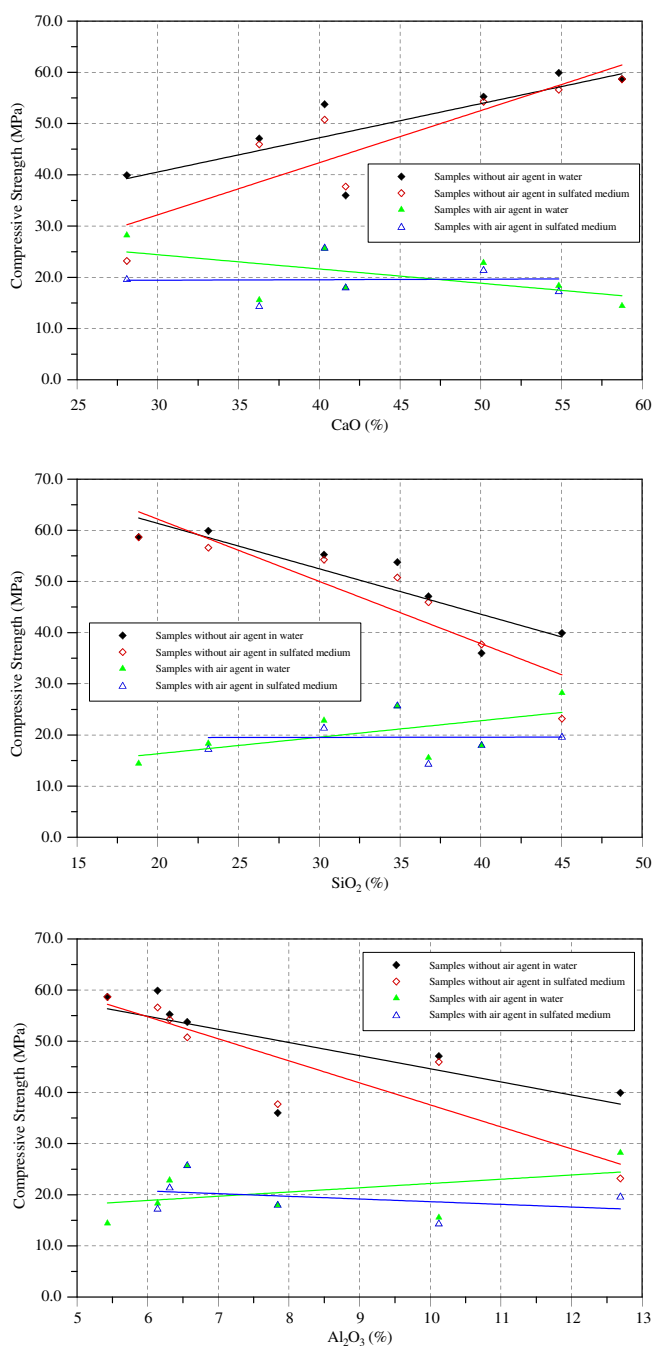 70.0
60.0
50.0
40.0
30.0
20.0
10.0
0.0
Compressive Strength (MPa)
Samples without air agent in water
Samples without air agent in sulfated medium
Samples with air agent in water
Samples with air agent in sulfated medium
25 30 35 40 45 50 55 60
CaO (%)
70.0
60.0
50.0
40.0
30.0
20.0
10.0
0.0
Compressive Strength (MPa)
Samples without air agent in water
Samples without air agent in sulfated medium
Samples with air agent in water
Samples with air agent in sulfated medium
15 20 25 30 35 40 45 50
SiO₂ (%)
70.0
60.0
50.0
40.0
30.0
20.0
10.0
0.0
Compressive Strength (MPa)
Samples without air agent in water
Samples without air agent in sulfated medium
Samples with air agent in water
Samples with air agent in sulfated medium
5 6 7 8 9 10 11 12 13
Al₂O₃ (%)